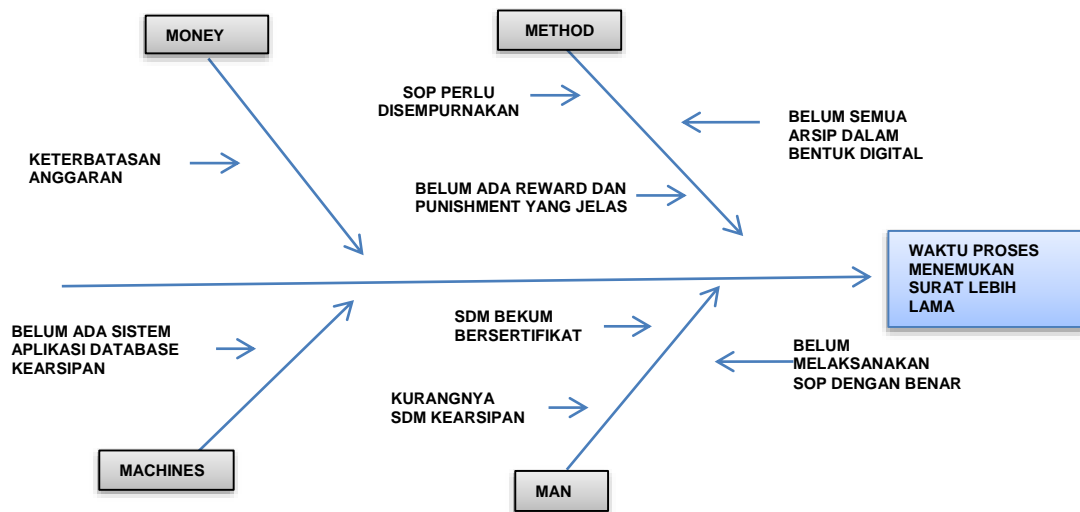 MONEY
METHOD
SOP PERLU
DISEMPURNAKAN
BELUM SEMUA
ARSIP DALAM
BENTUK DIGITAL
KETERBATASAN
ANGGARAN
BELUM ADA REWARD DAN
PUNISHMENT YANG JELAS
WAKTU PROSES
MENEMUKAN
SURAT LEBIH
LAMA
BELUM ADA SISTEM
APLIKASI DATABASE
KEARSIPAN
SDM BEKUM
BERSERTIFIKAT
BELUM
MELAKSANAKAN
SOP DENGAN BENAR
KURANGNYA
SDM KEARSIPAN
MACHINES
MAN